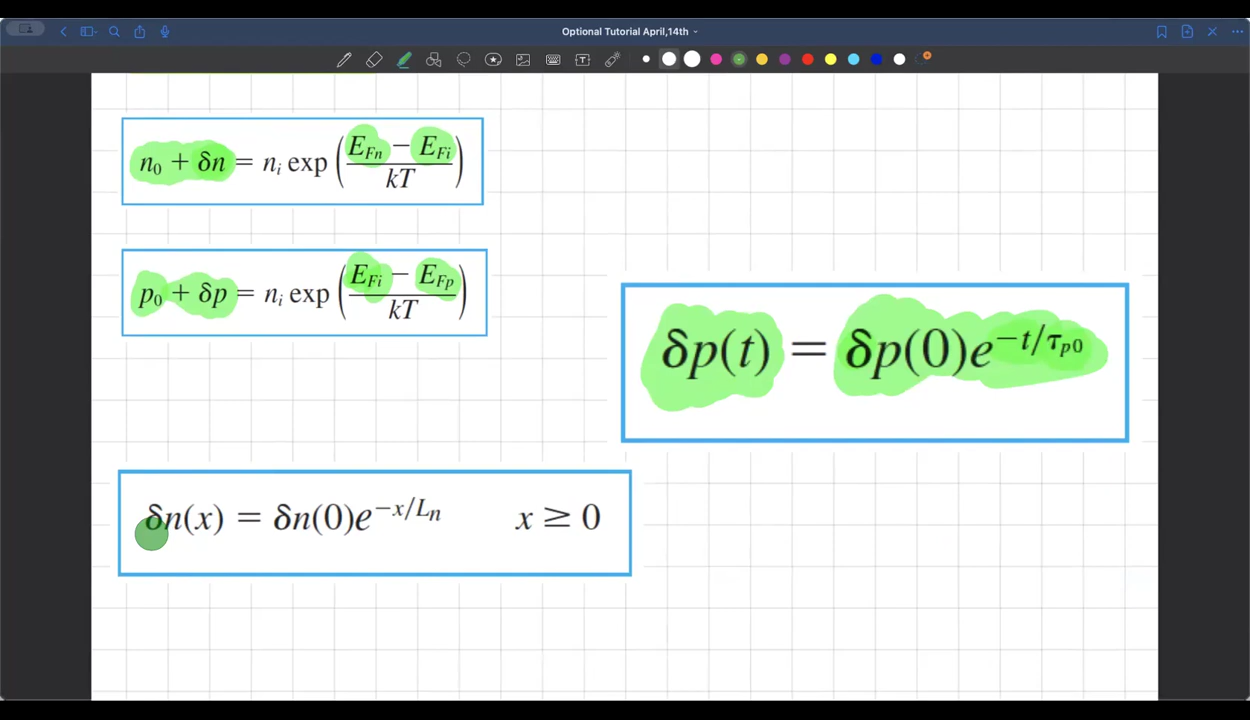 Optional Tutorial April,14th
n₀ + δn = nᵢ exp((E_Fn − E_Fi)/kT)
p₀ + δp = nᵢ exp((E_Fi − E_Fp)/kT)
δp(t) = δp(0)e^(−t/τ_p0)
δn(x) = δn(0)e^(−x/L_n) x ≥ 0